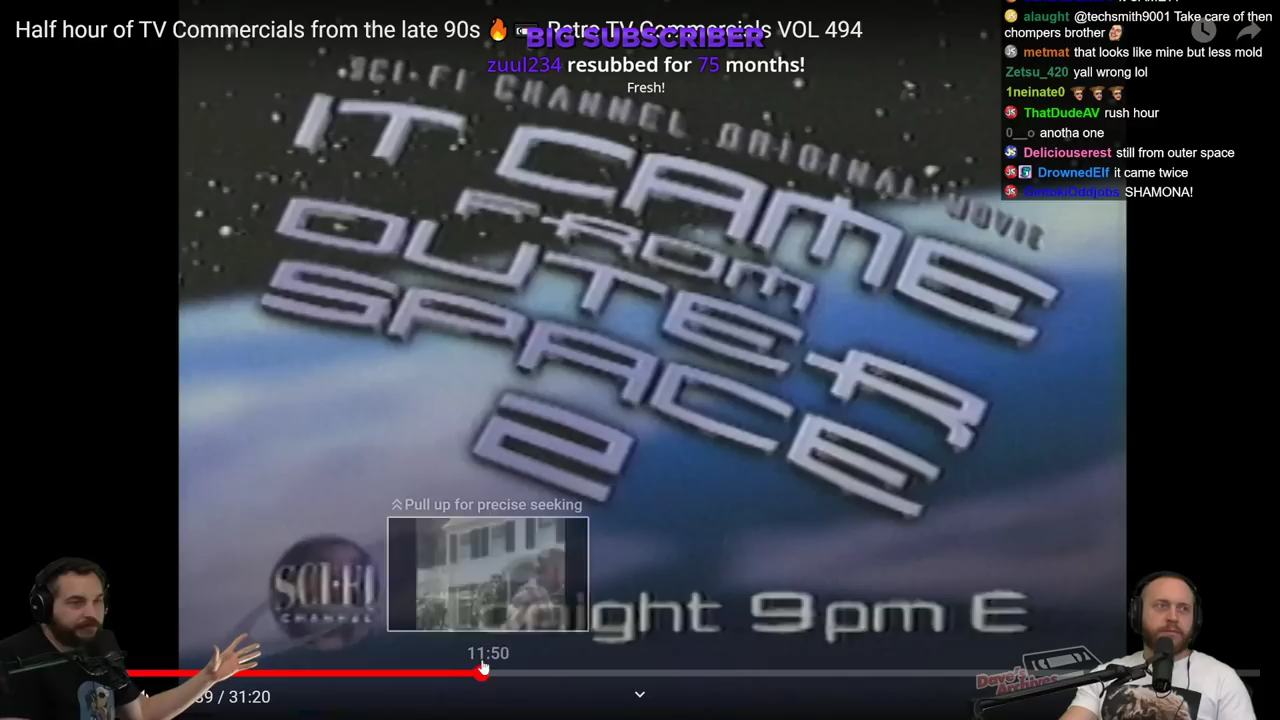 Half hour of TV Commercials from the late 90s 🔥 📼 Retro TV Commercials VOL 494
BIG SUBSCRIBER
zuul234 resubbed for 75 months!
Fresh!
alaught @techsmith9001 Take care of then
chompers brother
metmat that looks like mine but less mold
Zetsu_420 yall wrong lol
1neinate0
ThatDudeAV rush hour
0__o anotha one
Deliciouserest still from outer space
DrownedElf it came twice
GintokiOddjobs SHAMONA!
SCI-FI CHANNEL ORIGINAL MOVIE
IT CAME
FROM
OUTER
SPACE
2
Pull up for precise seeking
SCI-FI
CHANNEL
9pm E
11:50
Dave's
Archives
/ 31:20